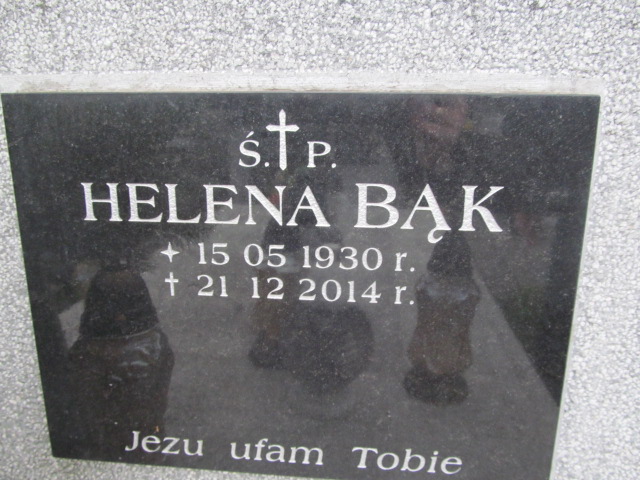 Ś. P.
HELENA BĄK
15 05 1930 r.
21 12 2014 r.
Jezu ufam Tobie